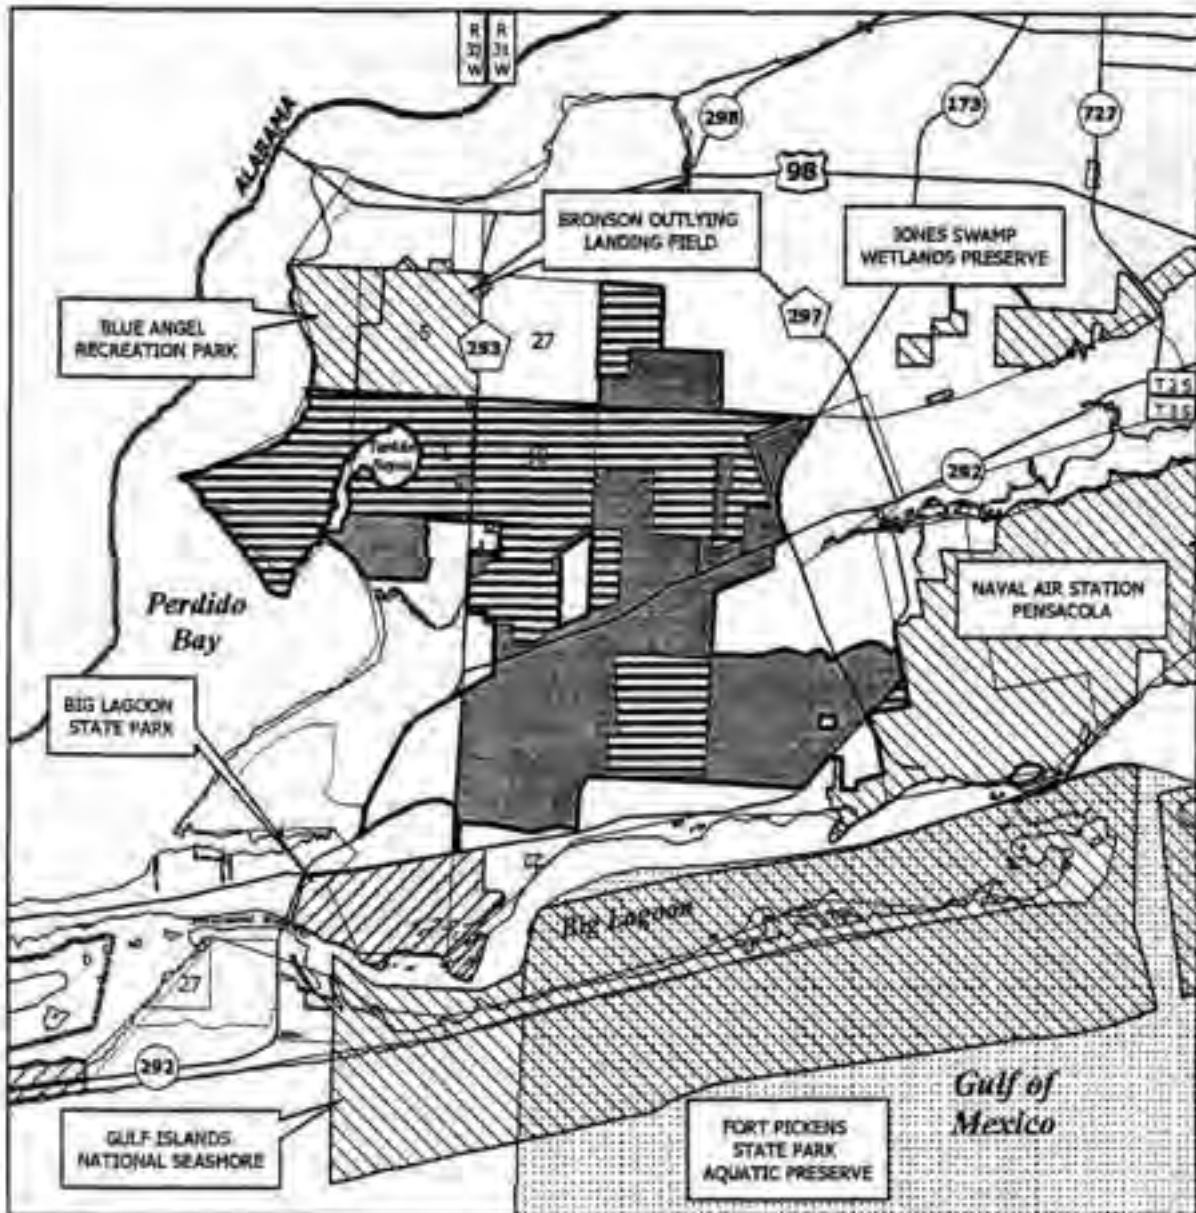 R
32
W
R
31
W
ALABAMA
298
173
727
98
BRONSON OUTLYING
LANDING FIELD
JONES SWAMP
WETLANDS PRESERVE
BLUE ANGEL
RECREATION PARK
293
27
297
T 2 S
T 3 S
292
Perdido
Bay
NAVAL AIR STATION
PENSACOLA
BIG LAGOON
STATE PARK
Big Lagoon
27
292
Gulf of
Mexico
GULF ISLANDS
NATIONAL SEASHORE
FORT PICKENS
STATE PARK
AQUATIC PRESERVE